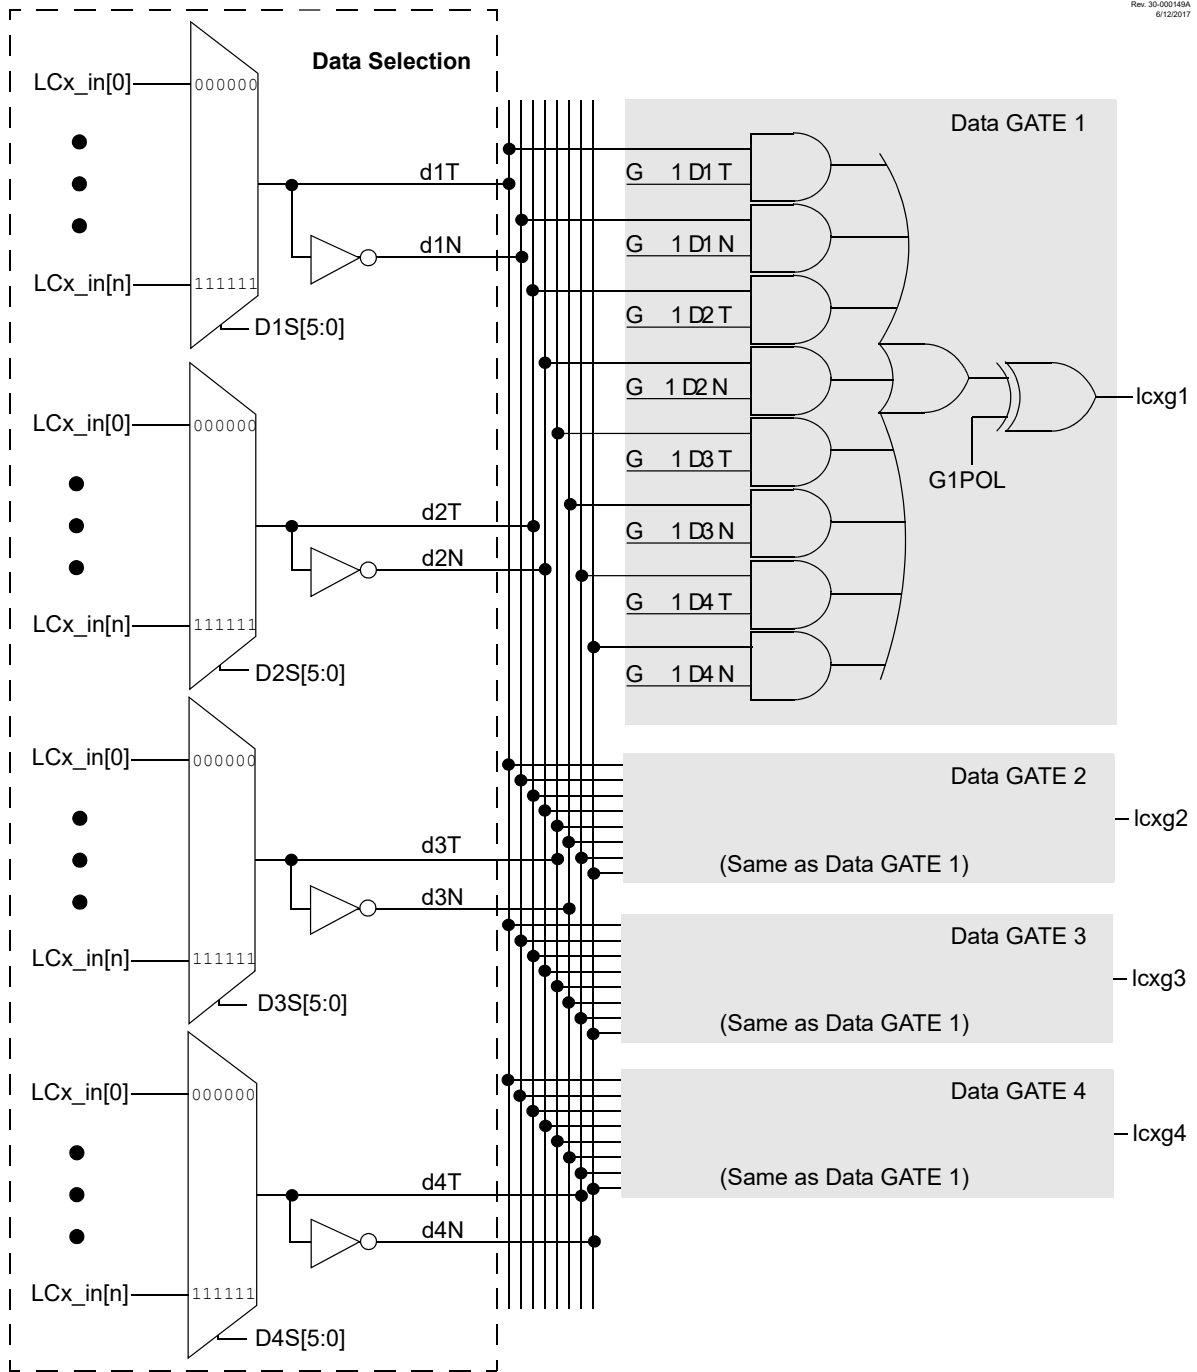 Rev. 30-000149A
6/12/2017
Data Selection
LCx_in[0]
000000
d1T
d1N
LCx_in[n]
111111
D1S[5:0]
LCx_in[0]
000000
d2T
d2N
LCx_in[n]
111111
D2S[5:0]
LCx_in[0]
000000
d3T
d3N
LCx_in[n]
111111
D3S[5:0]
LCx_in[0]
000000
d4T
d4N
LCx_in[n]
111111
D4S[5:0]
Data GATE 1
G 1 D1 T
G 1 D1 N
G 1 D2 T
G 1 D2 N
G 1 D3 T
G 1 D3 N
G 1 D4 T
G 1 D4 N
G1POL
lcxg1
Data GATE 2
(Same as Data GATE 1)
lcxg2
Data GATE 3
(Same as Data GATE 1)
lcxg3
Data GATE 4
(Same as Data GATE 1)
lcxg4